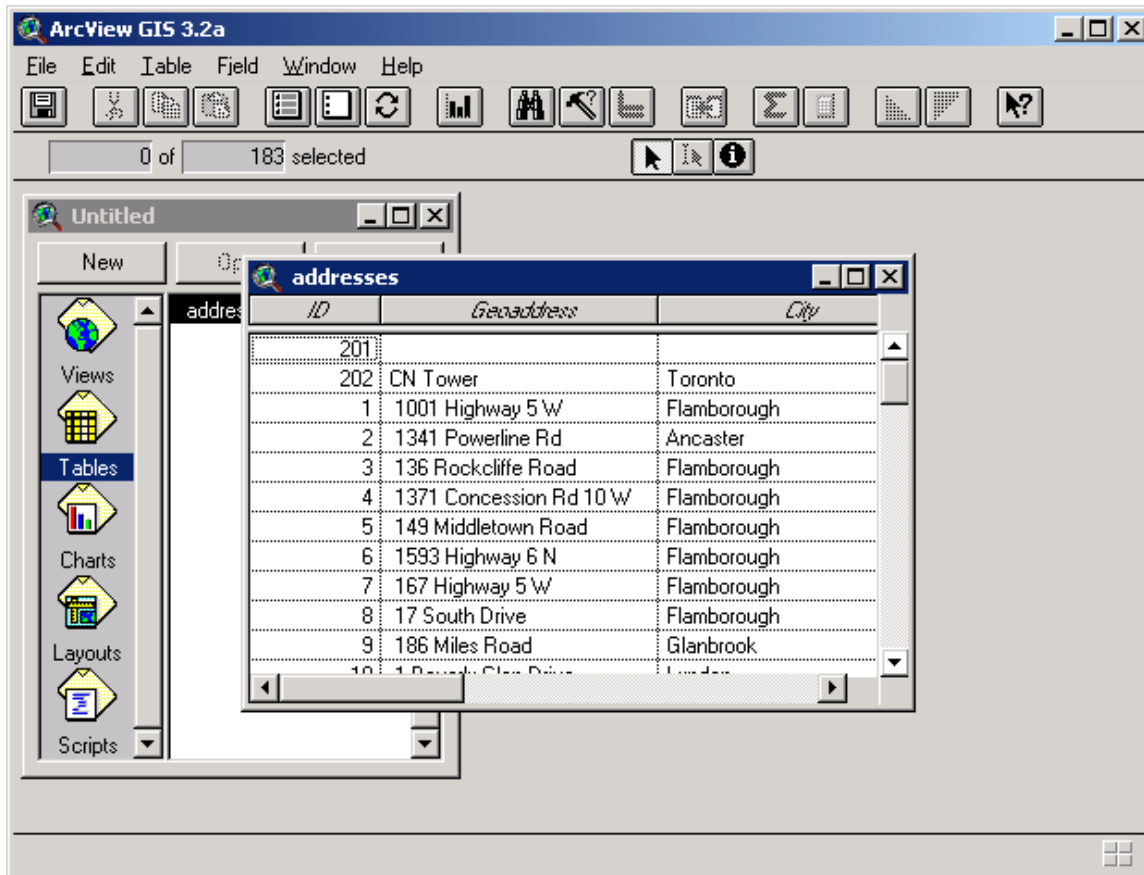 ArcView GIS 3.2a
File Edit Table Field Window Help
0 of 183 selected
Untitled
New
addresses
ID Geoaddress City
201
202 CN Tower Toronto
1 1001 Highway 5 W Flamborough
2 1341 Powerline Rd Ancaster
3 136 Rockcliffe Road Flamborough
4 1371 Concession Rd 10 W Flamborough
5 149 Middletown Road Flamborough
6 1593 Highway 6 N Flamborough
7 167 Highway 5 W Flamborough
8 17 South Drive Flamborough
9 186 Miles Road Glanbrook
Views
Tables
Charts
Layouts
Scripts